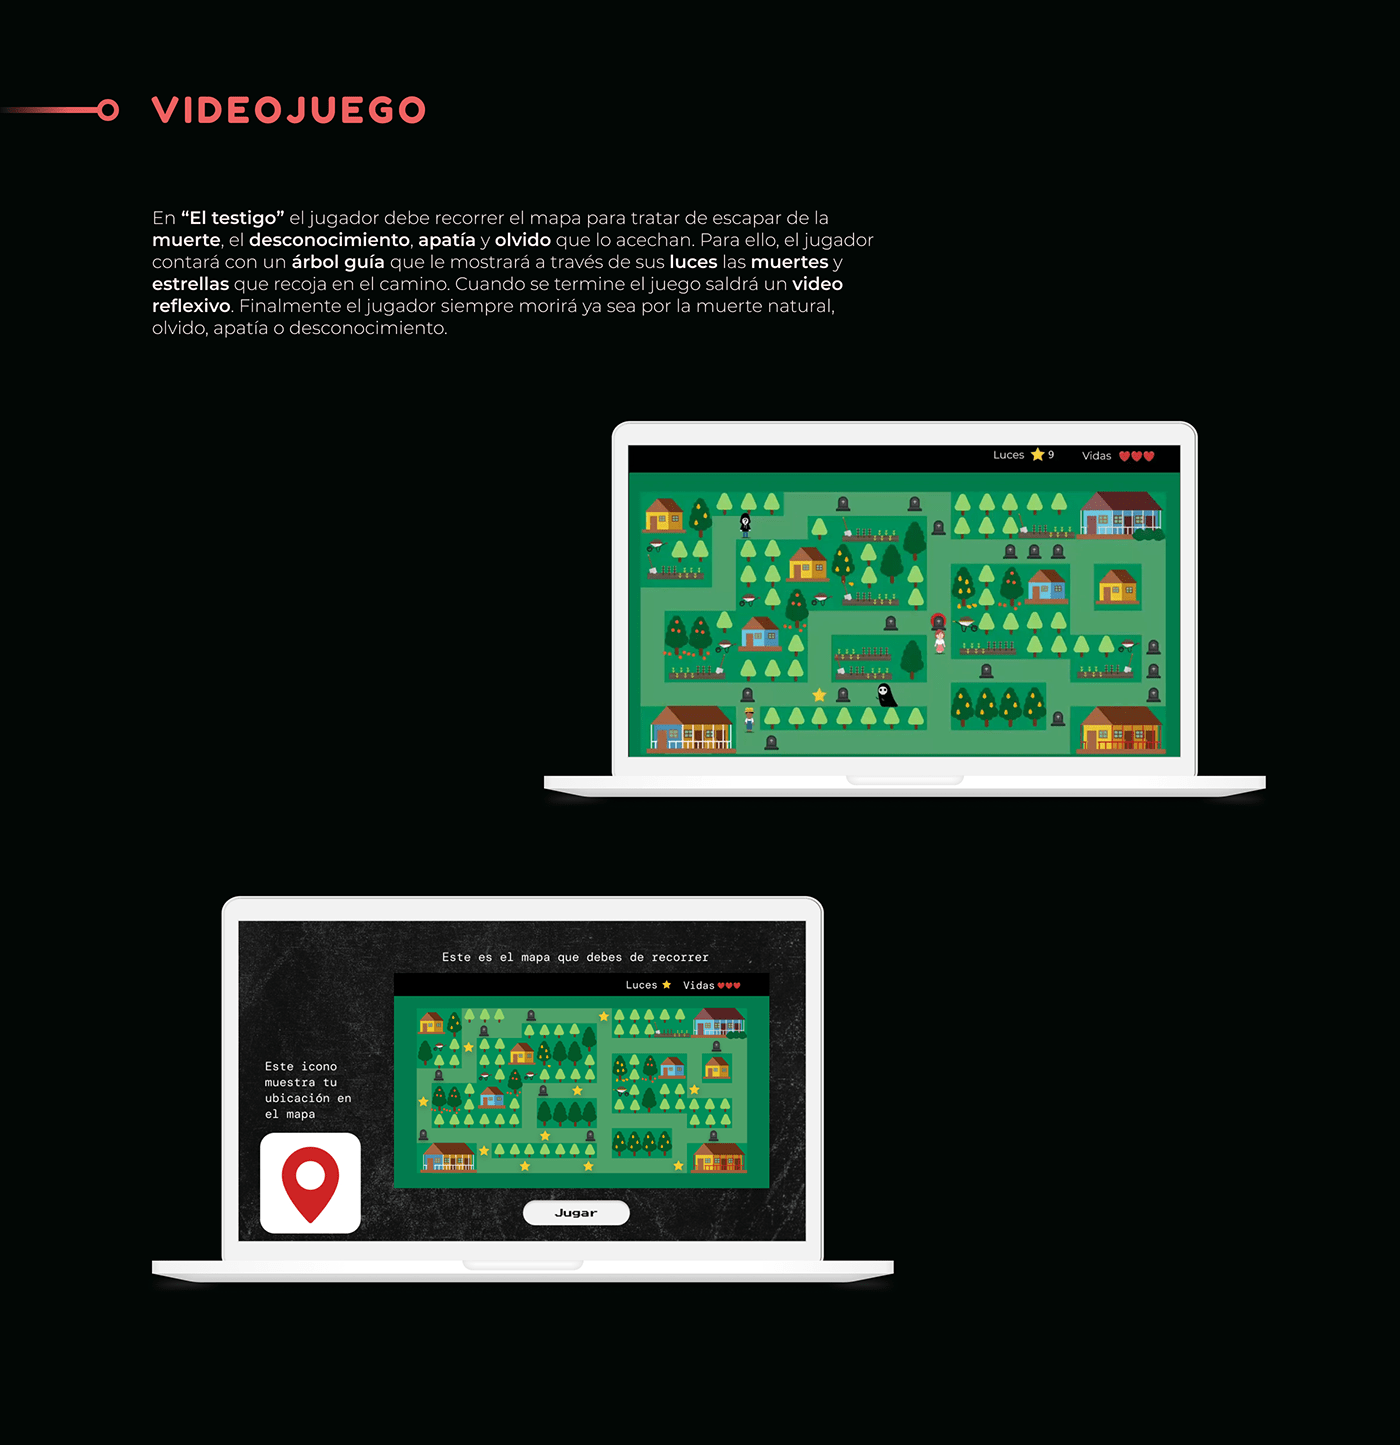 VIDEOJUEGO
En “El testigo” el jugador debe recorrer el mapa para tratar de escapar de la
muerte, el desconocimiento, apatía y olvido que lo acechan. Para ello, el jugador
contará con un árbol guía que le mostrará a través de sus luces las muertes y
estrellas que recoja en el camino. Cuando se termine el juego saldrá un video
reflexivo. Finalmente el jugador siempre morirá ya sea por la muerte natural,
olvido, apatía o desconocimiento.
Luces 9 Vidas
Este es el mapa que debes de recorrer
Luces Vidas
Este icono
muestra tu
ubicación en
el mapa
Jugar